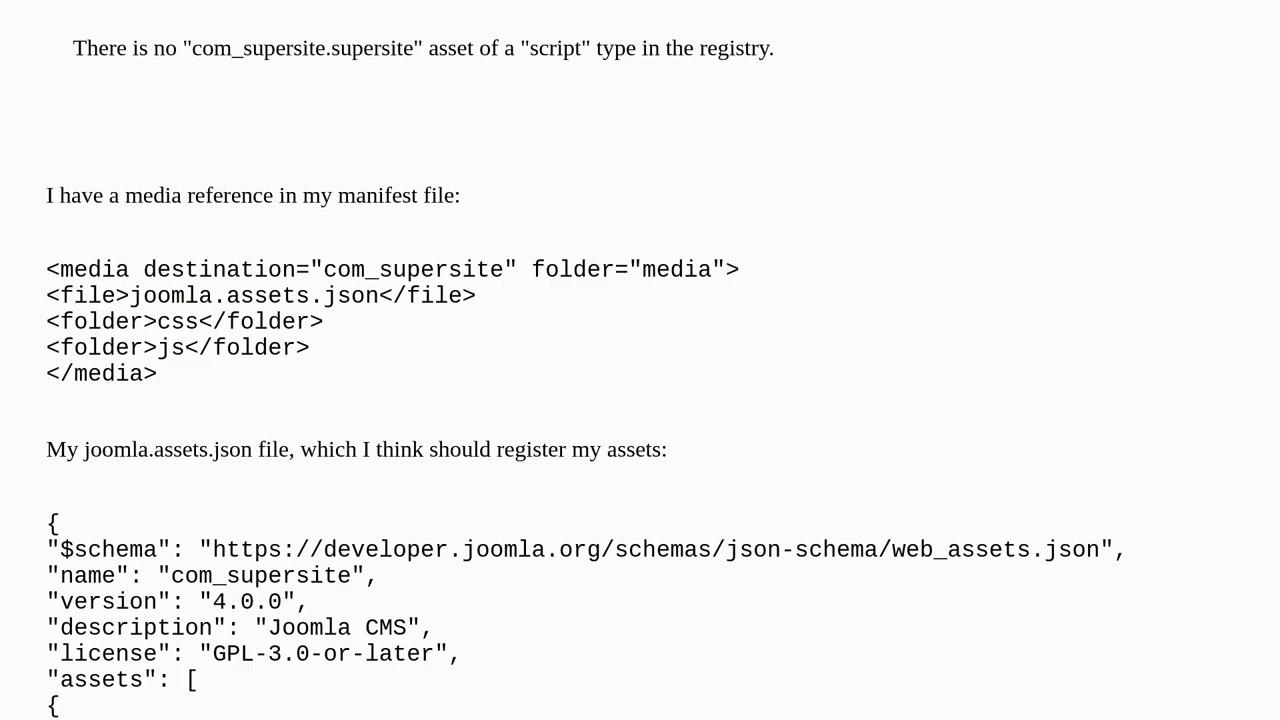 There is no "com_supersite.supersite" asset of a "script" type in the registry.
I have a media reference in my manifest file:
<media destination="com_supersite" folder="media">
<file>joomla.assets.json</file>
<folder>css</folder>
<folder>js</folder>
</media>
My joomla.assets.json file, which I think should register my assets:
{
"$schema": "https://developer.joomla.org/schemas/json-schema/web_assets.json",
"name": "com_supersite",
"version": "4.0.0",
"description": "Joomla CMS",
"license": "GPL-3.0-or-later",
"assets": [
{